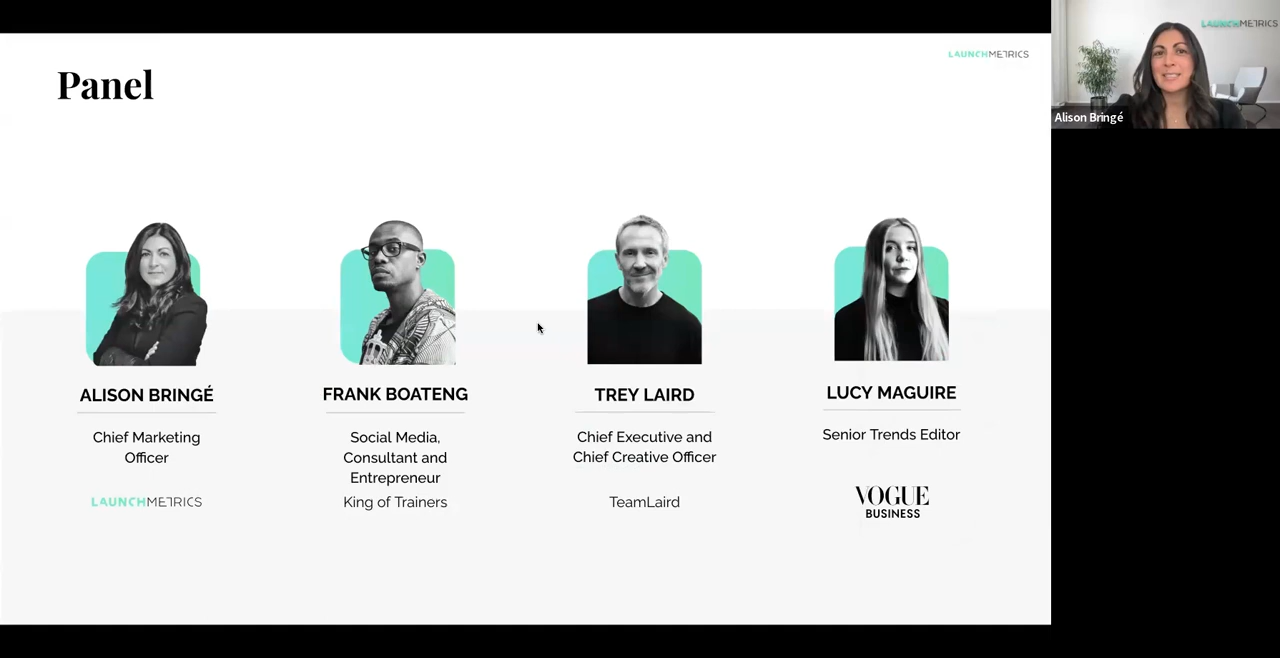 Panel
LAUNCHMETRICS
LAUNCHMETRICS
Alison Bringé
ALISON BRINGÉ
Chief Marketing
Officer
LAUNCHMETRICS
FRANK BOATENG
Social Media,
Consultant and
Entrepreneur
King of Trainers
TREY LAIRD
Chief Executive and
Chief Creative Officer
TeamLaird
LUCY MAGUIRE
Senior Trends Editor
VOGUE
BUSINESS